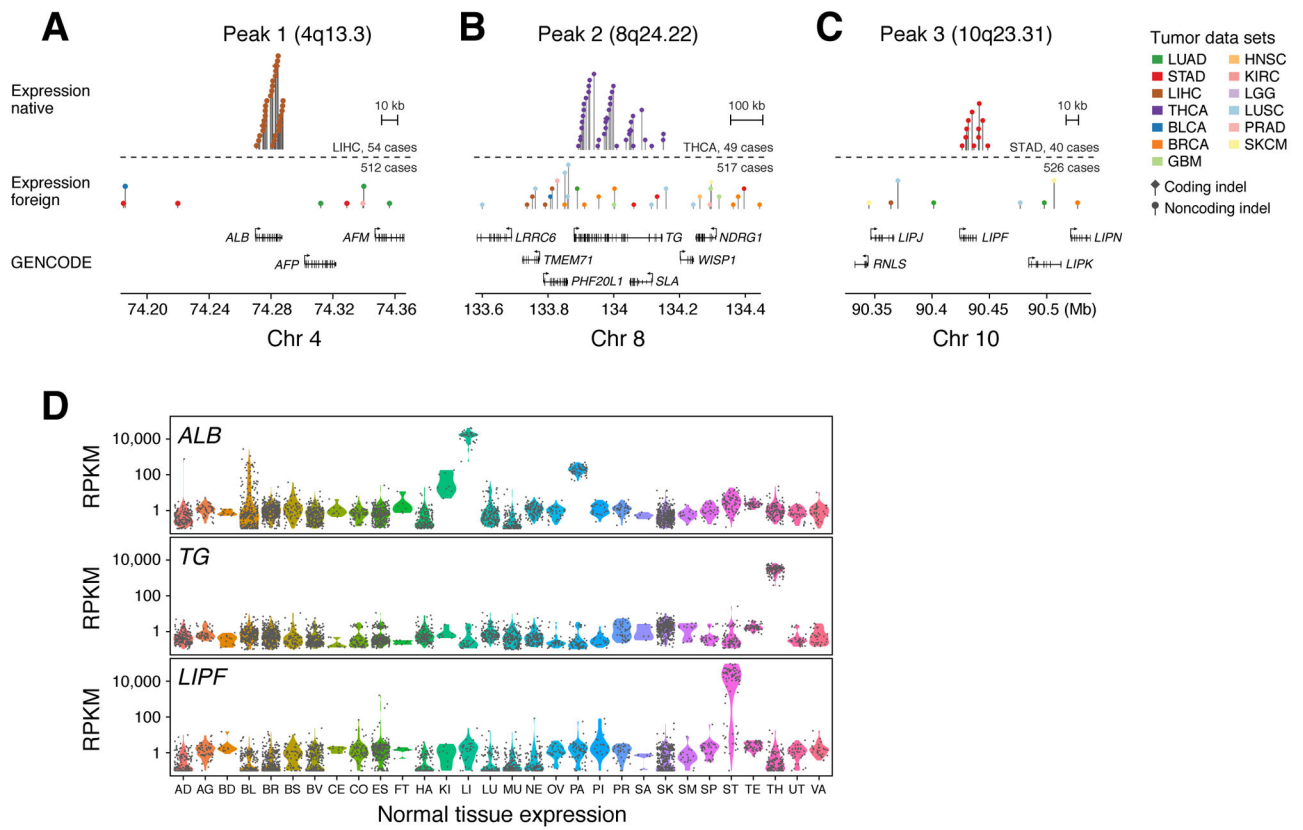 A
Peak 1 (4q13.3)
B
Peak 2 (8q24.22)
C
Peak 3 (10q23.31)
Tumor data sets
LUAD
STAD
LIHC
THCA
BLCA
BRCA
GBM
HNSC
KIRC
LGG
LUSC
PRAD
SKCM
Coding indel
Noncoding indel
Expression
native
10 kb
LIHC, 54 cases
100 kb
THCA, 49 cases
10 kb
STAD, 40 cases
Expression
foreign
512 cases
517 cases
526 cases
GENCODE
ALB
AFM
AFP
LRRC6
TG
NDRG1
TMEM71
WISP1
PHF20L1
SLA
LIPJ
LIPF
LIPN
RNLS
LIPK
74.20 74.24 74.28 74.32 74.36
Chr 4
133.6 133.8 134 134.2 134.4
Chr 8
90.35 90.4 90.45 90.5 (Mb)
Chr 10
D
ALB
RPKM
10,000
100
1
TG
RPKM
10,000
100
1
LIPF
RPKM
10,000
100
1
AD AG BD BL BR BS BV CE CO ES FT HA KI LI LU MU NE OV PA PI PR SA SK SM SP ST TE TH UT VA
Normal tissue expression